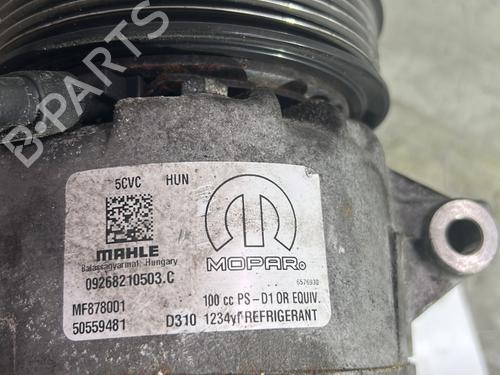 B-PARTS
5CVC HUN
MAHLE
Balassagyarmat, Hungary
09268210503.C
MF878001
50559481
MOPAR®
6576930
100 cc PS-D1 OR EQUIV.
D310 1234yf REFRIGERANT